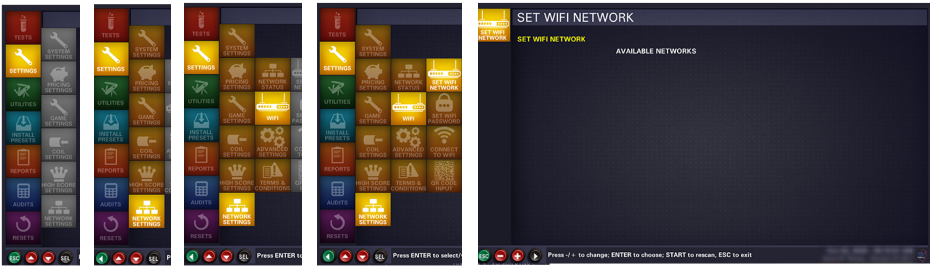 TESTS
SETTINGS
UTILITIES
INSTALL
PRESETS
REPORTS
AUDITS
RESETS
SYSTEM
SETTINGS
PRICING
SETTINGS
GAME
SETTINGS
COIL
SETTINGS
HIGH SCORE
SETTINGS
NETWORK
SETTINGS
ESC
SEL
TESTS
SETTINGS
UTILITIES
INSTALL
PRESETS
REPORTS
AUDITS
RESETS
SYSTEM
SETTINGS
PRICING
SETTINGS
GAME
SETTINGS
COIL
SETTINGS
HIGH SCORE
SETTINGS
NETWORK
SETTINGS
ESC
SEL
TESTS
SETTINGS
UTILITIES
INSTALL
PRESETS
REPORTS
AUDITS
RESETS
SYSTEM
SETTINGS
PRICING
SETTINGS
GAME
SETTINGS
COIL
SETTINGS
HIGH SCORE
SETTINGS
NETWORK
SETTINGS
NETWORK
STATUS
WIFI
ADVANCED
SETTINGS
TERMS &
CONDITIONS
ESC
SEL
Press ENTER to
TESTS
SETTINGS
UTILITIES
INSTALL
PRESETS
REPORTS
AUDITS
RESETS
SYSTEM
SETTINGS
PRICING
SETTINGS
GAME
SETTINGS
COIL
SETTINGS
HIGH SCORE
SETTINGS
NETWORK
SETTINGS
NETWORK
STATUS
WIFI
ADVANCED
SETTINGS
TERMS &
CONDITIONS
SET WIFI
NETWORK
SET WIFI
PASSWORD
CONNECT
TO WIFI
QR CODE
INPUT
ESC
SEL
Press ENTER to select/
SET WIFI
NETWORK
SET WIFI NETWORK
SET WIFI NETWORK
AVAILABLE NETWORKS
ESC
Press -/+ to change; ENTER to choose; START to rescan, ESC to exit